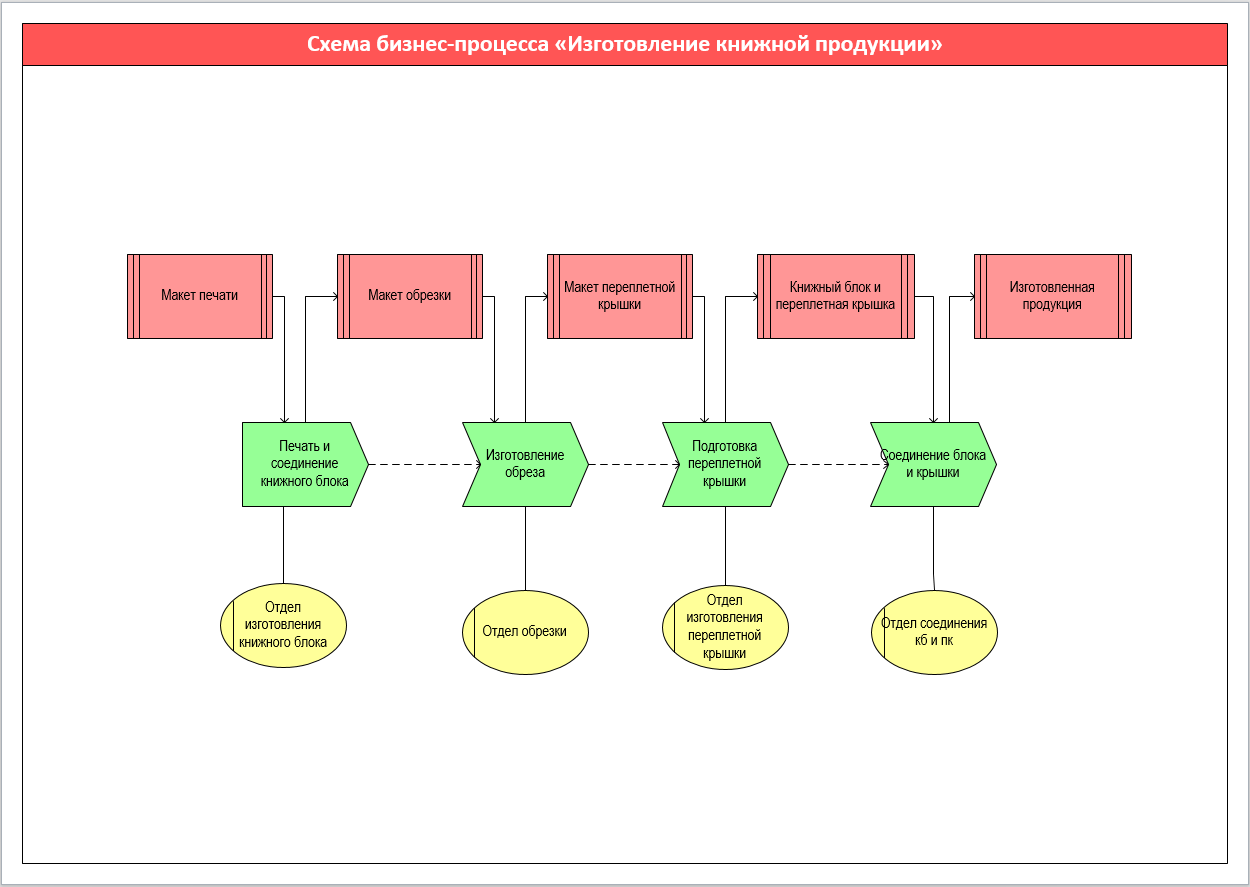 Схема бизнес-процесса «Изготовление книжной продукции»
Макет печати
Макет обрезки
Макет переплетной
крышки
Книжный блок и
переплетная крышка
Изготовленная
продукция
Печать и
соединение
книжного блока
Изготовление
обреза
Подготовка
переплетной
крышки
Соединение блока
и крышки
Отдел
изготовления
книжного блока
Отдел обрезки
Отдел
изготовления
переплетной
крышки
Отдел соединения
кб и пк